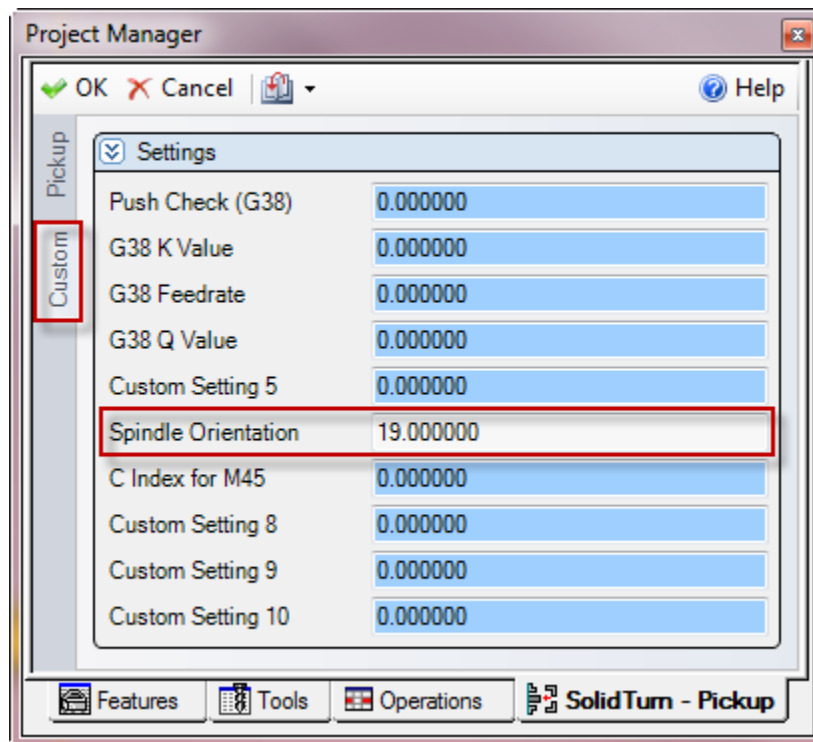 Project Manager
OK Cancel Help
Pickup
Custom
Settings
Push Check (G38) 0.000000
G38 K Value 0.000000
G38 Feedrate 0.000000
G38 Q Value 0.000000
Custom Setting 5 0.000000
Spindle Orientation 19.000000
C Index for M45 0.000000
Custom Setting 8 0.000000
Custom Setting 9 0.000000
Custom Setting 10 0.000000
Features Tools Operations SolidTurn - Pickup